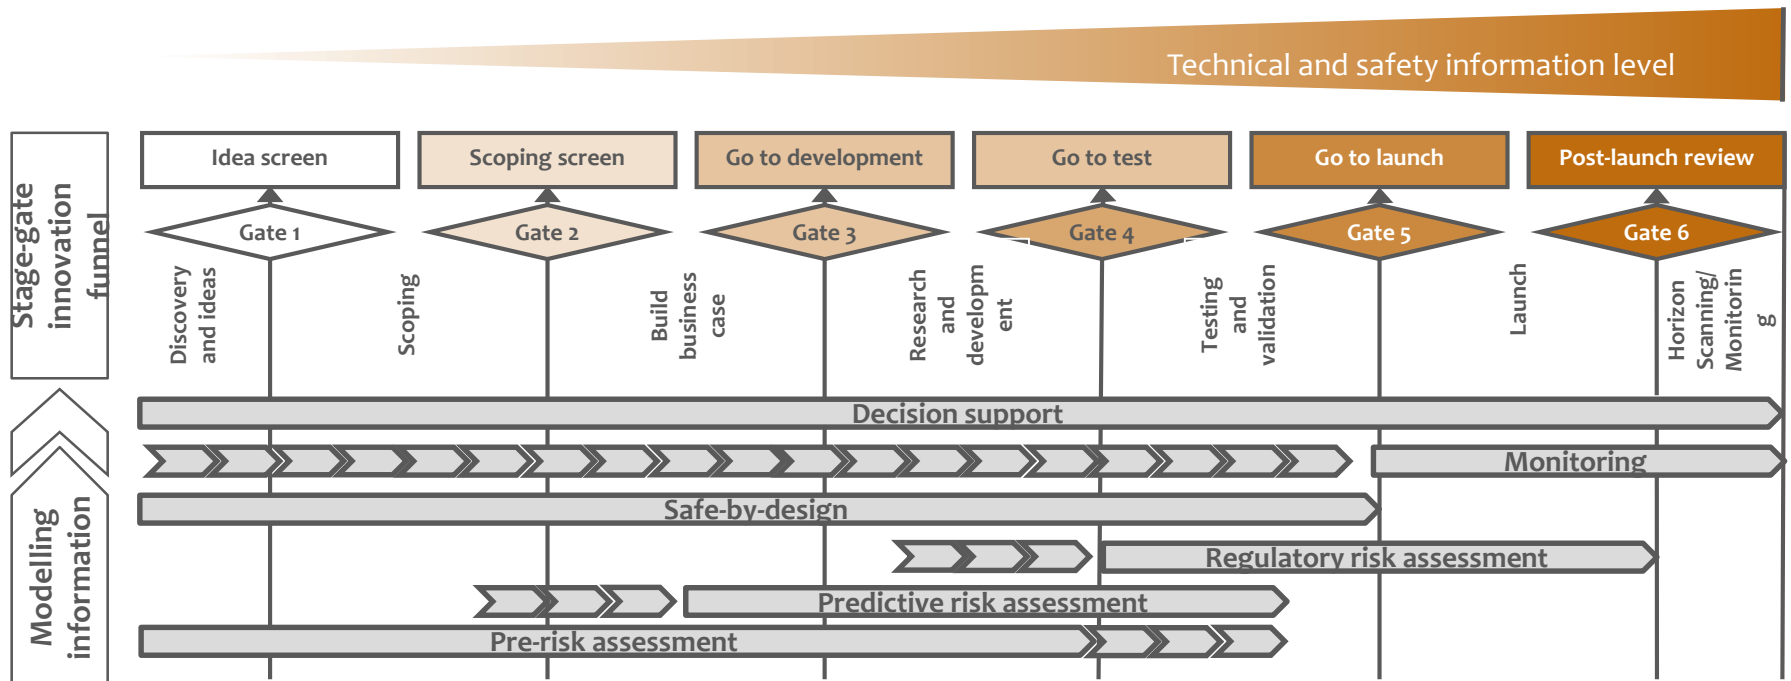 Technical and safety information level
Stage-gate
innovation
funnel
Idea screen
Scoping screen
Go to development
Go to test
Go to launch
Post-launch review
Gate 1
Gate 2
Gate 3
Gate 4
Gate 5
Gate 6
Discovery
and ideas
Scoping
Build
business
case
Research
and
developm
ent
Testing
and
validation
Launch
Horizon
Scanning/
Monitorin
g
Decision support
Monitoring
Safe-by-design
Regulatory risk assessment
Predictive risk assessment
Pre-risk assessment
Modelling
information